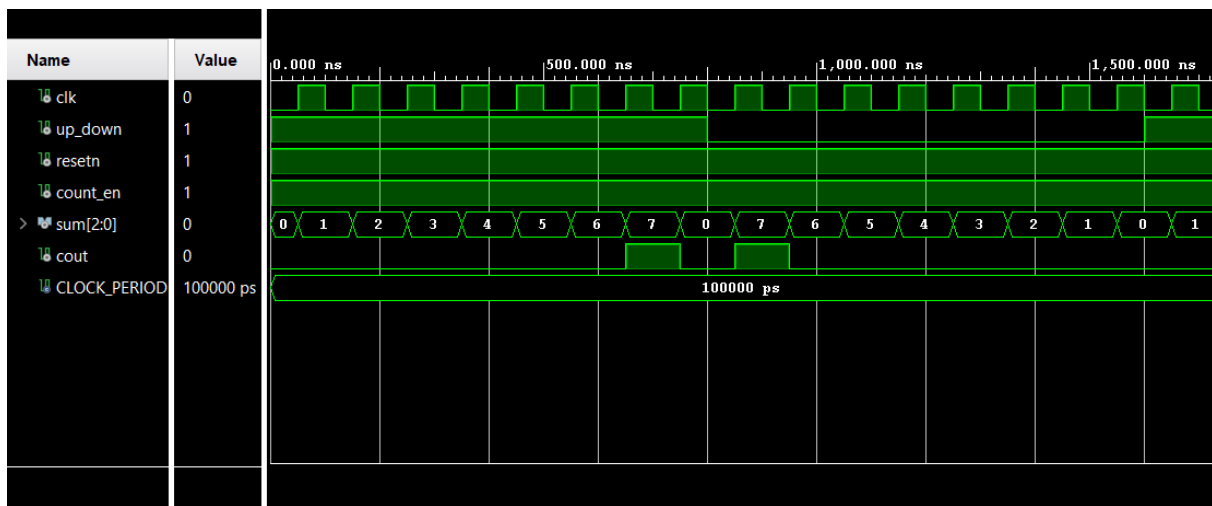 Name Value 0.000 ns 500.000 ns 1,000.000 ns 1,500.000 ns
clk 0
up_down 1
resetn 1
count_en 1
sum[2:0] 0 0 1 2 3 4 5 6 7 0 7 6 5 4 3 2 1 0 1
cout 0
CLOCK_PERIOD 100000 ps 100000 ps